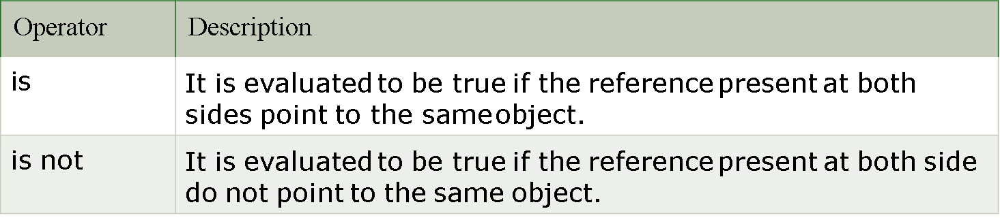 Operator Description
is It is evaluated to be true if the reference present at both
sides point to the same object.
is not It is evaluated to be true if the reference present at both side
do not point to the same object.